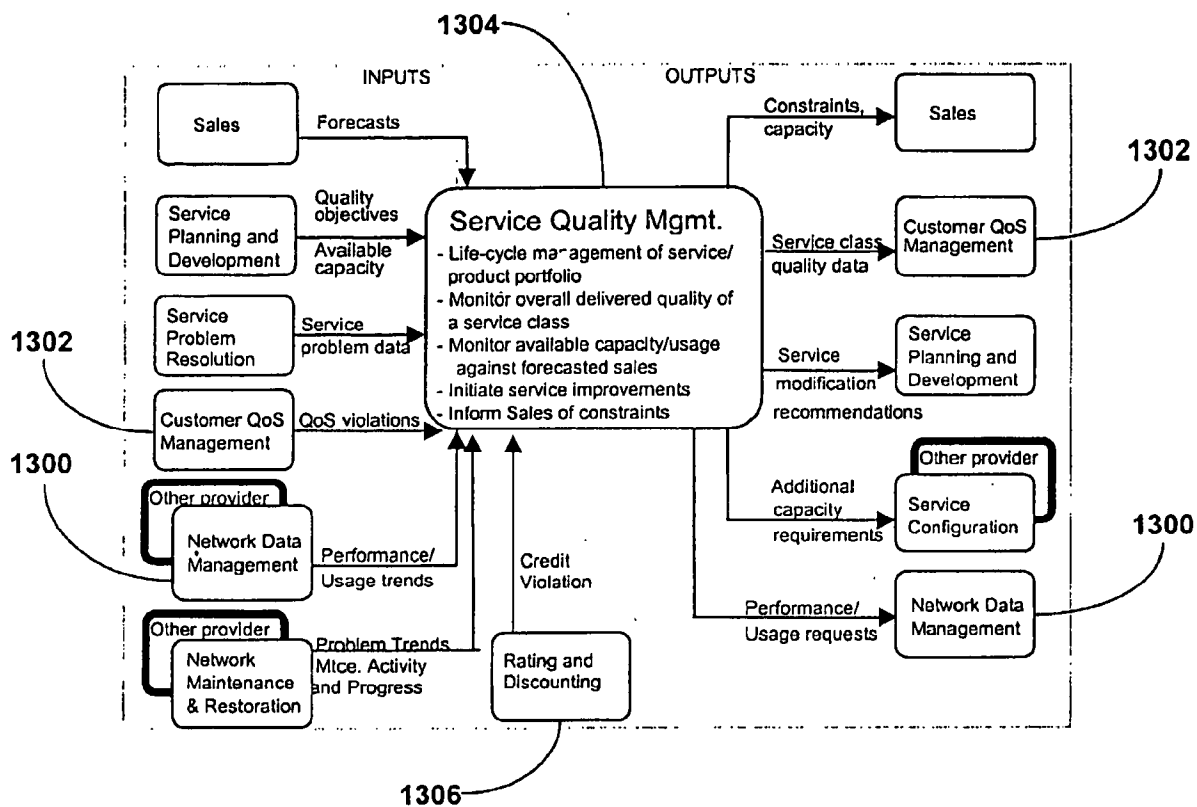 1304
INPUTS
OUTPUTS
Sales
Forecasts
Constraints,
capacity
Sales
1302
Service
Planning and
Development
Quality
objectives
Available
capacity
Service Quality Mgmt.
- Life-cycle management of service/
product portfolio
- Monitor overall delivered quality of
a service class
- Monitor available capacity/usage
against forecasted sales
- Initiate service improvements
- Inform Sales of constraints
Service class
quality data
Customer QoS
Management
Service
Problem
Resolution
Service
problem data
Service
modification
recommendations
Service
Planning and
Development
1302
Customer QoS
Management
QoS violations
1300
Other provider
Network Data
Management
Performance/
Usage trends
Credit
Violation
Additional
capacity
requirements
Other provider
Service
Configuration
1300
Other provider
Network
Maintenance
& Restoration
Problem Trends
Mtce. Activity
and Progress
Rating and
Discounting
Performance/
Usage requests
Network Data
Management
1306